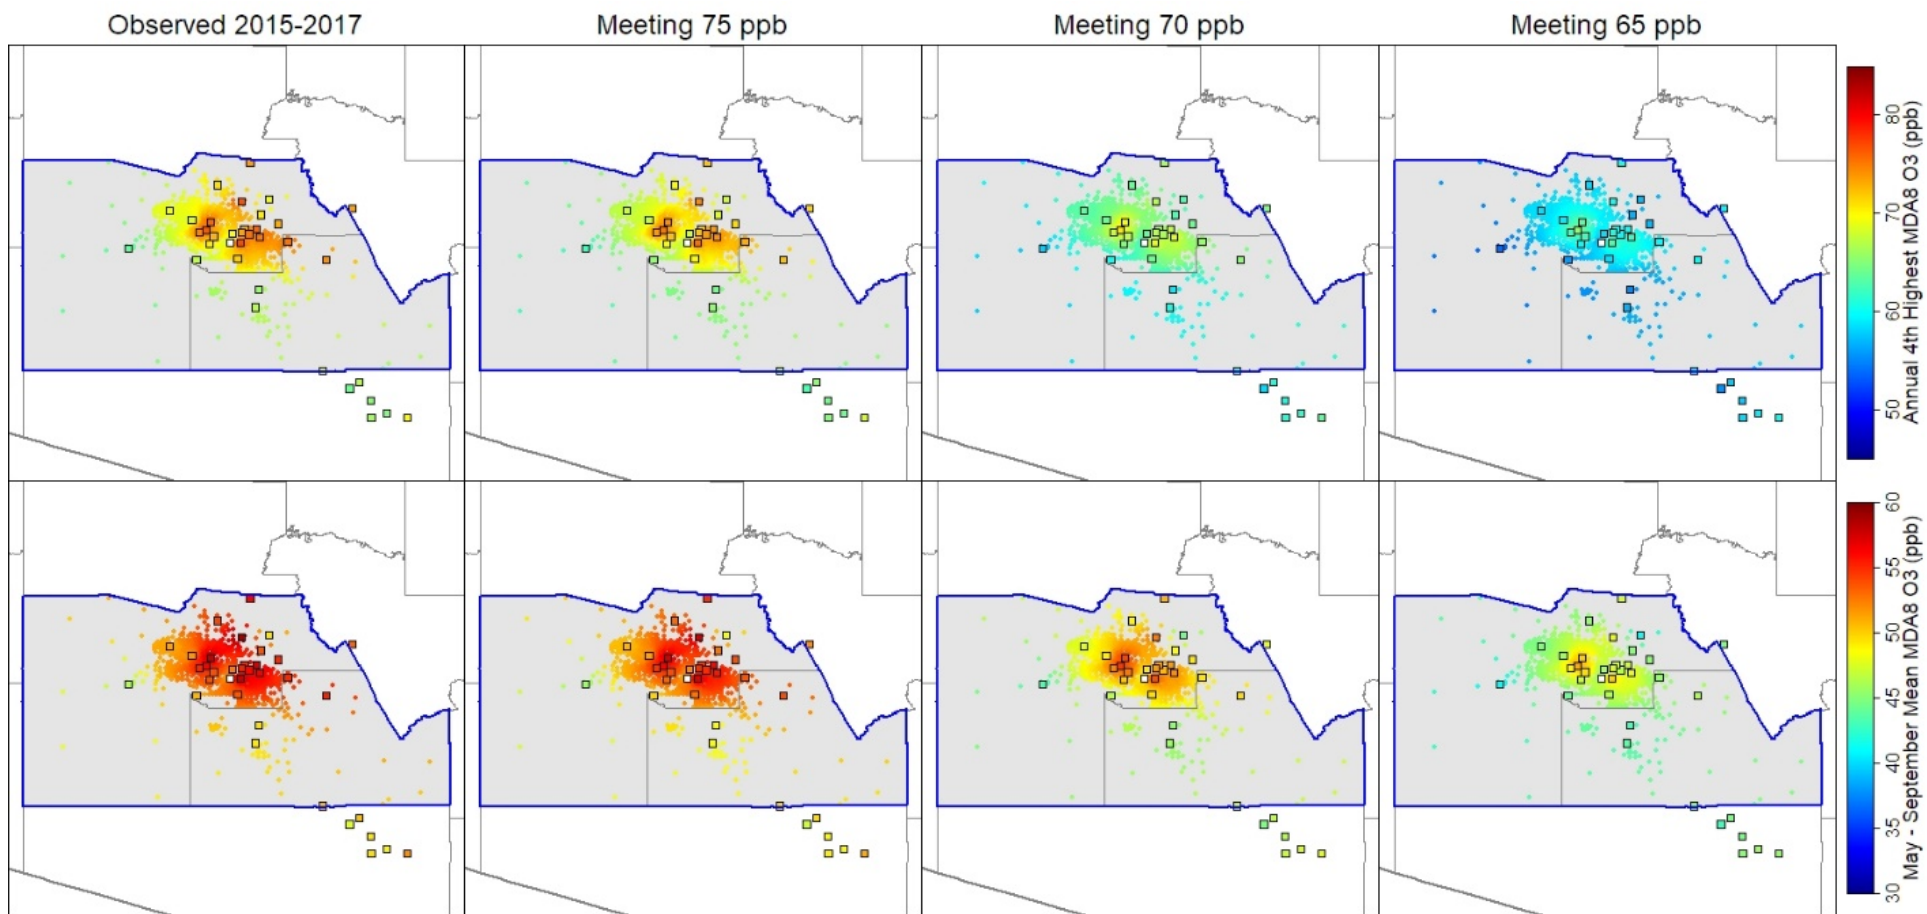 Observed 2015-2017
Meeting 75 ppb
Meeting 70 ppb
Meeting 65 ppb
80
70
60
50
Annual 4th Highest MDA8 O3 (ppb)
60
55
50
45
40
35
30
May - September Mean MDA8 O3 (ppb)